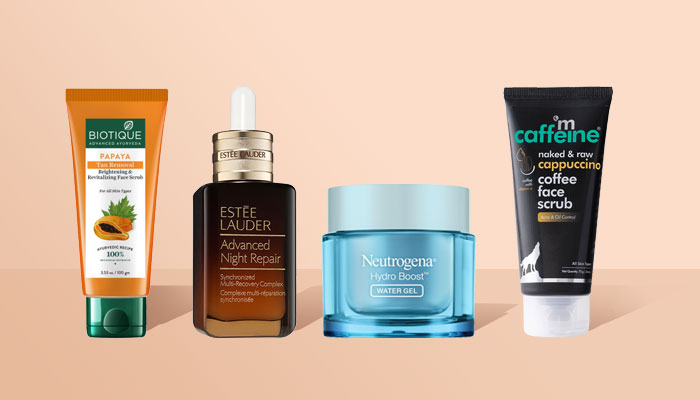 BIOTIQUE
ADVANCED AYURVEDA
PAPAYA
Tan Removal
Brightening &
Revitalizing Face Scrub
For All Skin Types
AYURVEDIC RECIPE
100%
ESTĒE LAUDER
ESTĒE
LAUDER
Advanced
Night Repair
Synchronized
Multi-Recovery Complex
Complexe multi-réparation
synchronisée
Neutrogena®
Hydro Boost™
WATER GEL
'm
caffeine®
naked & raw
cappuccino
coffee
face
scrub
Acne & Oil Control
All Skin Types